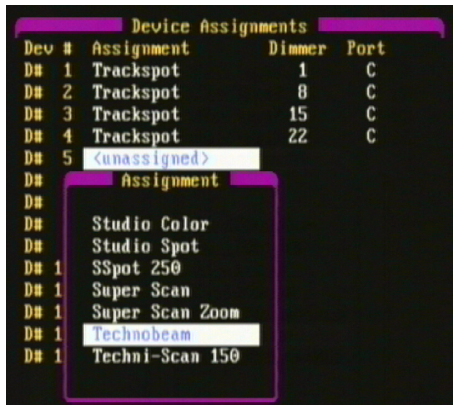 Device Assignments
Dev # Assignment Dimmer Port
D# 1 Trackspot 1 C
D# 2 Trackspot 8 C
D# 3 Trackspot 15 C
D# 4 Trackspot 22 C
D# 5 <unassigned>
D# Assignment
D#
D# Studio Color
D# Studio Spot
D# 1 SSpot 250
D# 1 Super Scan
D# 1 Super Scan Zoom
D# 1 Technobeam
D# 1 Techni-Scan 150